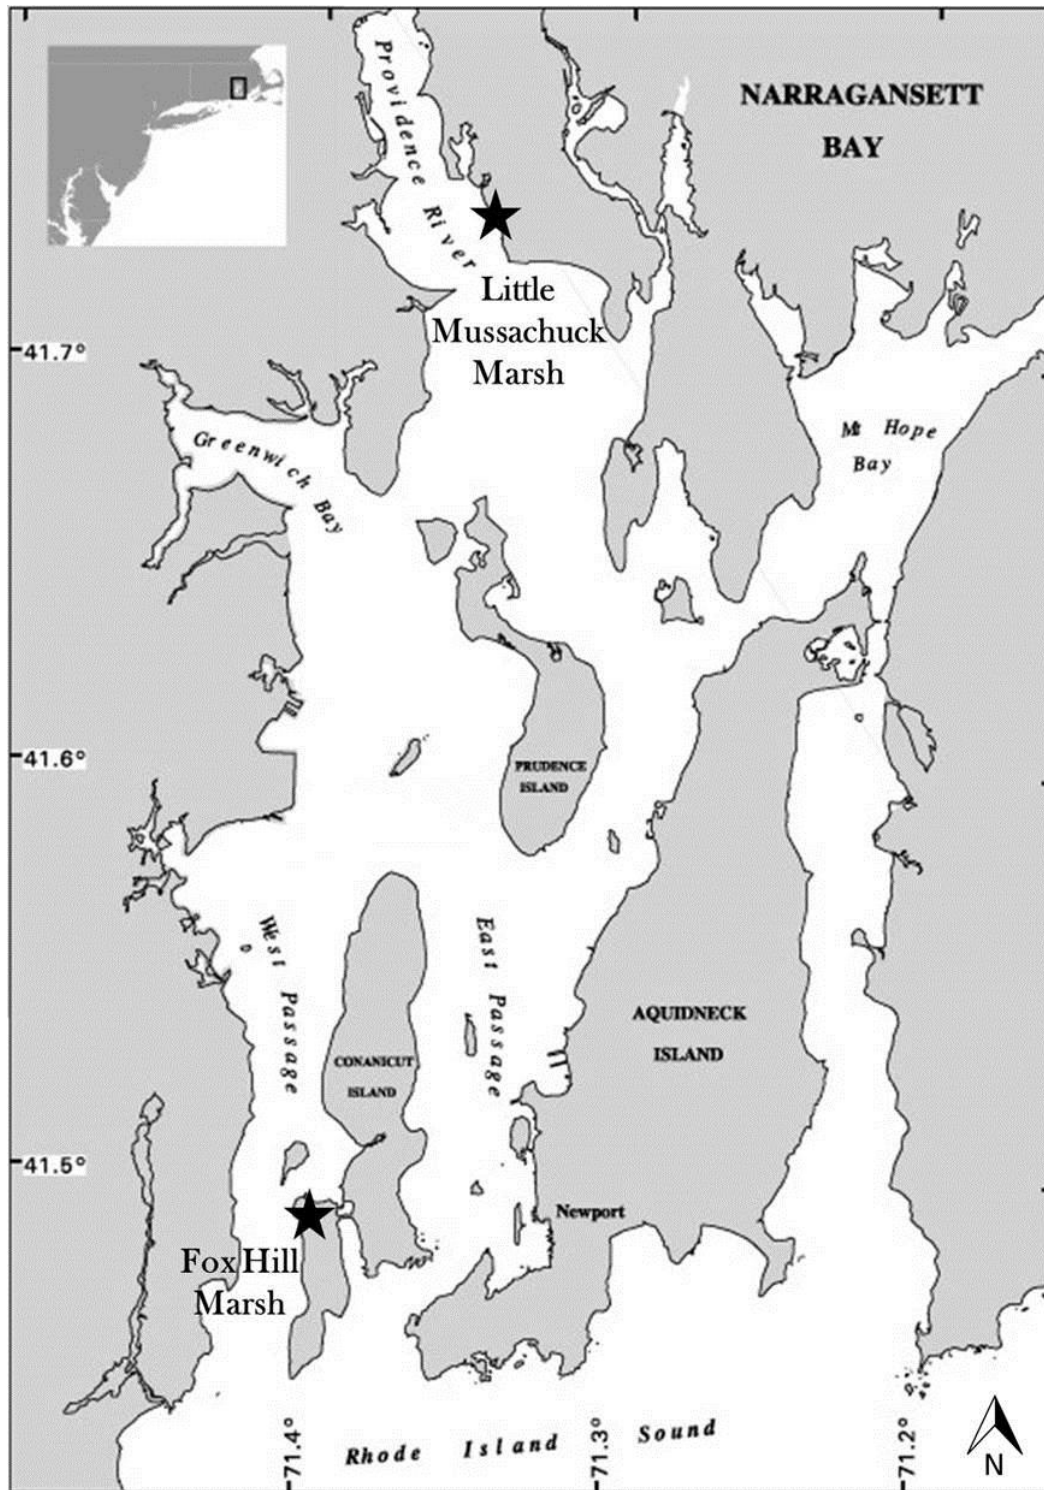 NARRAGANSETT
BAY
Providence River
Little
Mussachuck
Marsh
41.7°
Greenwich Bay
Mt Hope
Bay
41.6°
PRUDENCE
ISLAND
West Passage
East Passage
AQUIDNECK
ISLAND
CONANICUT
ISLAND
41.5°
Newport
Fox Hill
Marsh
71.4°
71.3°
71.2°
Rhode Island Sound
N